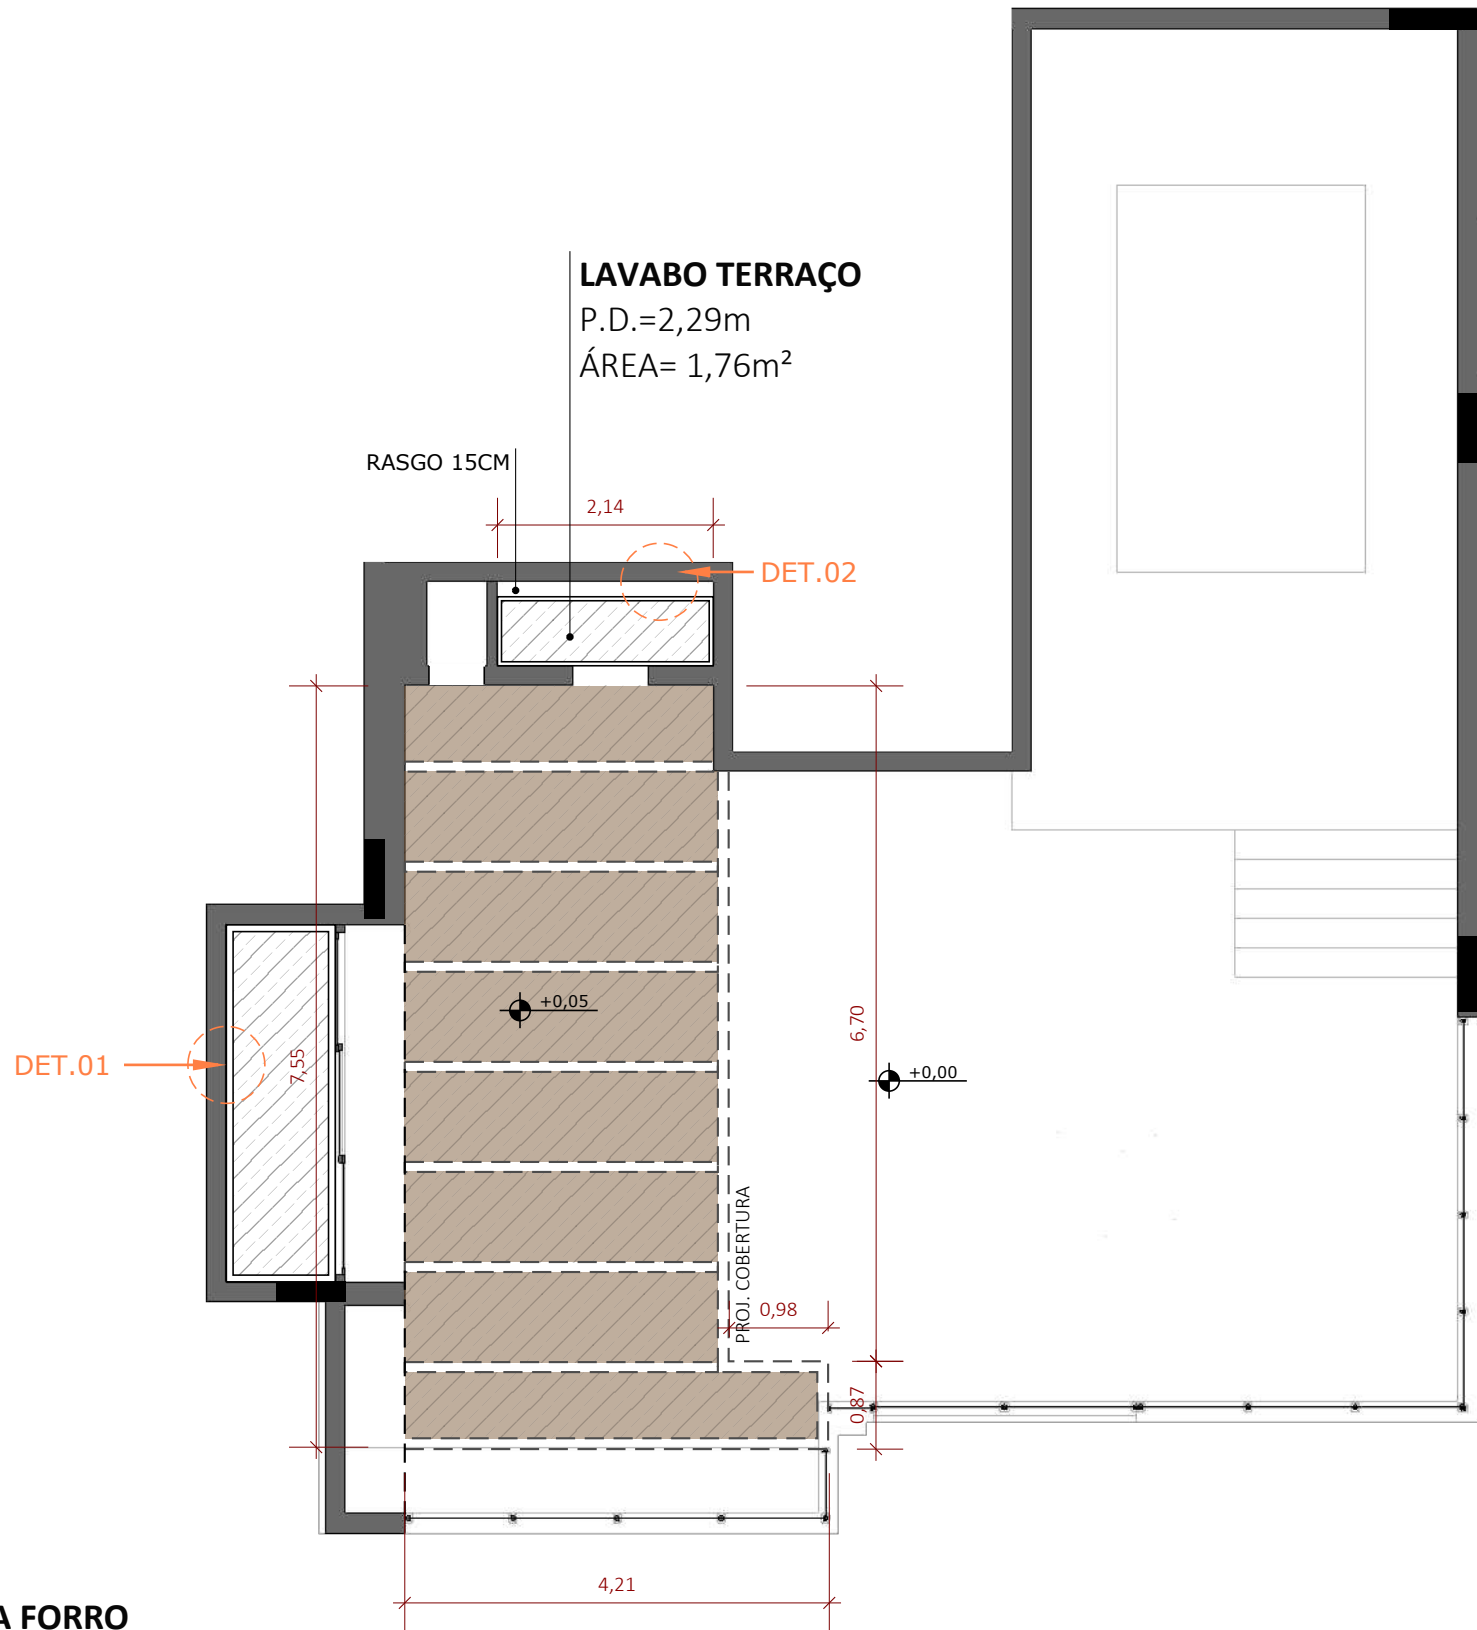 LAVABO TERRAÇO
P.D.=2,29m
ÁREA= 1,76m²
RASGO 15CM
2,14
DET.02
+0,05
6,70
+0,00
DET.01
7,55
PROJ. COBERTURA
0,98
0,87
4,21
A FORRO